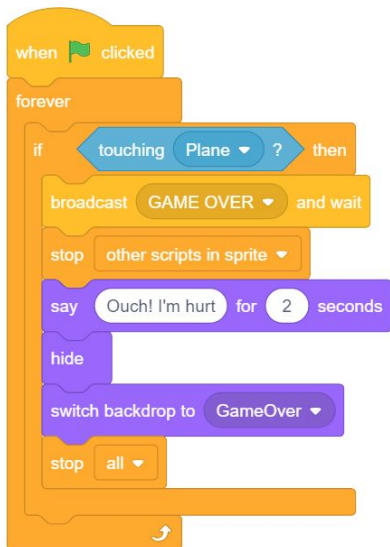 when clicked
forever
if touching Plane ? then
broadcast GAME OVER and wait
stop other scripts in sprite
say Ouch! I'm hurt for 2 seconds
hide
switch backdrop to GameOver
stop all